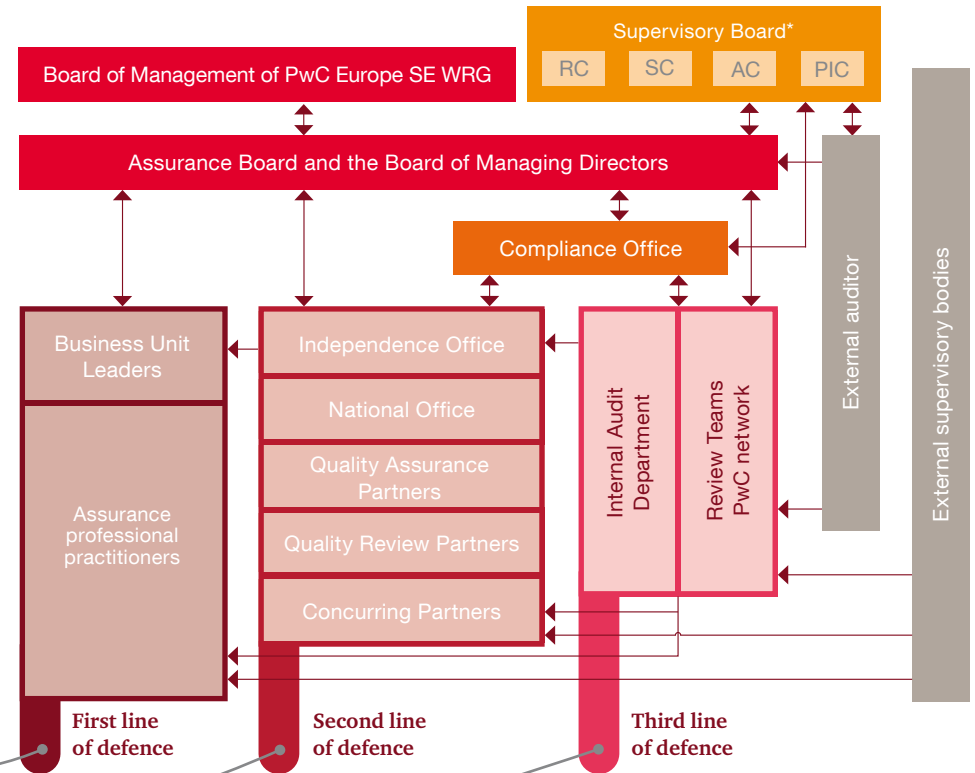 Supervisory Board*
RC
SC
AC
PIC
Board of Management of PwC Europe SE WRG
Assurance Board and the Board of Managing Directors
Compliance Office
Business Unit
Leaders
Assurance
professional
practitioners
Independence Office
National Office
Quality Assurance
Partners
Quality Review Partners
Concurring Partners
Internal Audit
Department
Review Teams
PwC network
External auditor
External supervisory bodies
First line
of defence
Second line
of defence
Third line
of defence